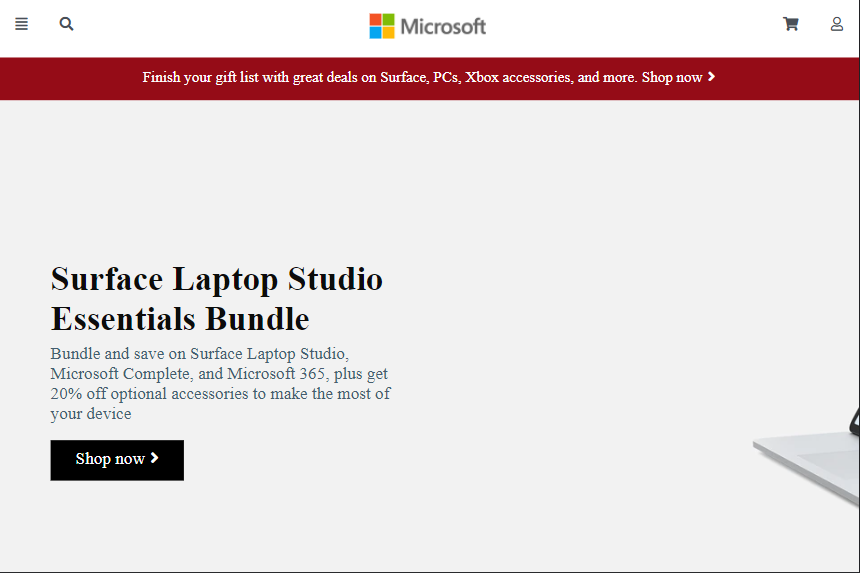 Microsoft
Finish your gift list with great deals on Surface, PCs, Xbox accessories, and more. Shop now
Surface Laptop Studio
Essentials Bundle
Bundle and save on Surface Laptop Studio,
Microsoft Complete, and Microsoft 365, plus get
20% off optional accessories to make the most of
your device
Shop now